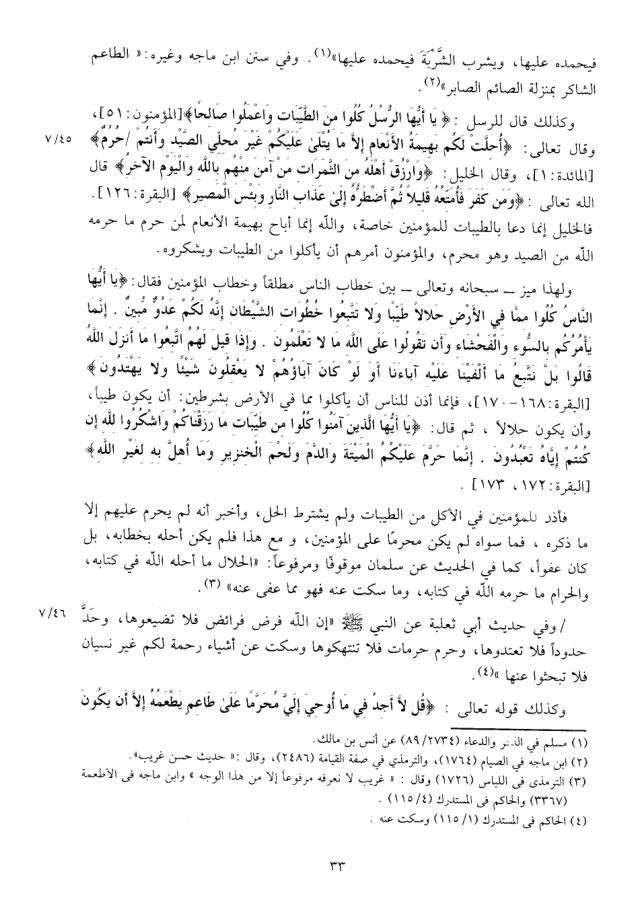 فيحمده عليها، ويشرب الشَّرْبَة فيحمده عليها»(١). وفي سنن ابن ماجه وغيره: « الطاعم
الشاكر بمنزلة الصائم الصابر»(٢).
وكذلك قال للرسل : ﴿ يَا أَيُّهَا الرُّسُلُ كُلُوا مِنَ الطَّيِّبَاتِ وَاعْمَلُوا صَالِحًا﴾[المؤمنون:٥١]،
وقال تعالى: ﴿أُحِلَّتْ لَكُم بَهِيمَةُ الأَنْعَامِ إِلاَّ مَا يُتْلَىٰ عَلَيْكُمْ غَيْرَ مُحِلِّي الصَّيْدِ وَأَنتُمْ /حُرُمٌ﴾
٧/٤٥
[المائدة:١]، وقال الخليل: ﴿وَارْزُقْ أَهْلَهُ مِنَ الثَّمَرَاتِ مَنْ آمَنَ مِنْهُم بِاللَّهِ وَالْيَوْمِ الآخِرِ﴾ قال
الله تعالى : ﴿وَمَن كَفَرَ فَأُمَتِّعُهُ قَلِيلاً ثُمَّ أَضْطَرُّهُ إِلَىٰ عَذَابِ النَّارِ وَبِئْسَ الْمَصِيرُ﴾ [البقرة:١٢٦].
فالخليل إنما دعا بالطيبات للمؤمنين خاصة، والله إنما أباح بهيمة الأنعام لمن حرم ما حرمه
الله من الصيد وهو محرم، والمؤمنون أمرهم أن يأكلوا من الطيبات ويشكروه.
ولهذا ميز ــ سبحانه وتعالى ــ بين خطاب الناس مطلقاً وخطاب المؤمنين فقال: ﴿يَا أَيُّهَا
النَّاسُ كُلُوا مِمَّا فِي الأَرْضِ حَلالاً طَيِّبًا وَلا تَتَّبِعُوا خُطُوَاتِ الشَّيْطَانِ إِنَّهُ لَكُمْ عَدُوٌّ مُّبِينٌ . إِنَّمَا
يَأْمُرُكُم بِالسُّوءِ وَالْفَحْشَاءِ وَأَن تَقُولُوا عَلَى اللَّهِ مَا لا تَعْلَمُونَ . وَإِذَا قِيلَ لَهُمُ اتَّبِعُوا مَا أَنزَلَ اللَّهُ
قَالُوا بَلْ نَتَّبِعُ مَا أَلْفَيْنَا عَلَيْهِ آبَاءَنَا أَوَ لَوْ كَانَ آبَاؤُهُمْ لا يَعْقِلُونَ شَيْئًا وَلا يَهْتَدُونَ﴾
[البقرة:١٦٨-١٧٠]، فإنما أذن للناس أن يأكلوا مما في الأرض بشرطين: أن يكون طيباً،
وأن يكون حلالاً ، ثم قال: ﴿يَا أَيُّهَا الَّذِينَ آمَنُوا كُلُوا مِن طَيِّبَاتِ مَا رَزَقْنَاكُمْ وَاشْكُرُوا لِلَّهِ إِن
كُنتُمْ إِيَّاهُ تَعْبُدُونَ . إِنَّمَا حَرَّمَ عَلَيْكُمُ الْمَيْتَةَ وَالدَّمَ وَلَحْمَ الْخِنزِيرِ وَمَا أُهِلَّ بِهِ لِغَيْرِ اللَّهِ﴾
[البقرة:١٧٢، ١٧٣] .
فأذن للمؤمنين في الأكل من الطيبات ولم يشترط الحل، وأخبر أنه لم يحرم عليهم إلا
ما ذكره ، فما سواه لم يكن محرمًا على المؤمنين، و مع هذا فلم يكن أحله بخطابه، بل
كان عفواً، كما في الحديث عن سلمان موقوفًا ومرفوعاً: «الحلال ما أحله الله في كتابه،
والحرام ما حرمه الله في كتابه، وما سكت عنه فهو مما عفى عنه» (٣).
/ وفي حديث أبي ثعلبة عن النبي ﷺ «إن الله فرض فرائض فلا تضيعوها، وحَدَّ
٧/٤٦
حدوداً فلا تعتدوها، وحرم حرمات فلا تنتهكوها وسكت عن أشياء رحمة لكم غير نسيان
فلا تبحثوا عنها »(٤).
وكذلك قوله تعالى : ﴿قُل لاَّ أَجِدُ فِي مَا أُوحِيَ إِلَيَّ مُحَرَّمًا عَلَىٰ طَاعِمٍ يَطْعَمُهُ إِلاَّ أَن يَكُونَ
(١) مسلم في الذكر والدعاء (٨٩/٢٧٣٤) عن أنس بن مالك.
(٢) ابن ماجه في الصيام (١٧٦٤)، والترمذي في صفة القيامة (٢٤٨٦)، وقال : « حديث حسن غريب».
(٣) الترمذى فى اللباس (١٧٢٦) وقال : « غريب لا نعرفه مرفوعاً إلا من هذا الوجه » وابن ماجه فى الأطعمة
(٣٣٦٧) والحاكم فى المستدرك (٤/ ١١٥) .
(٤) الحاكم فى المستدرك (١/ ١١٥) وسكت عنه .
٣٣